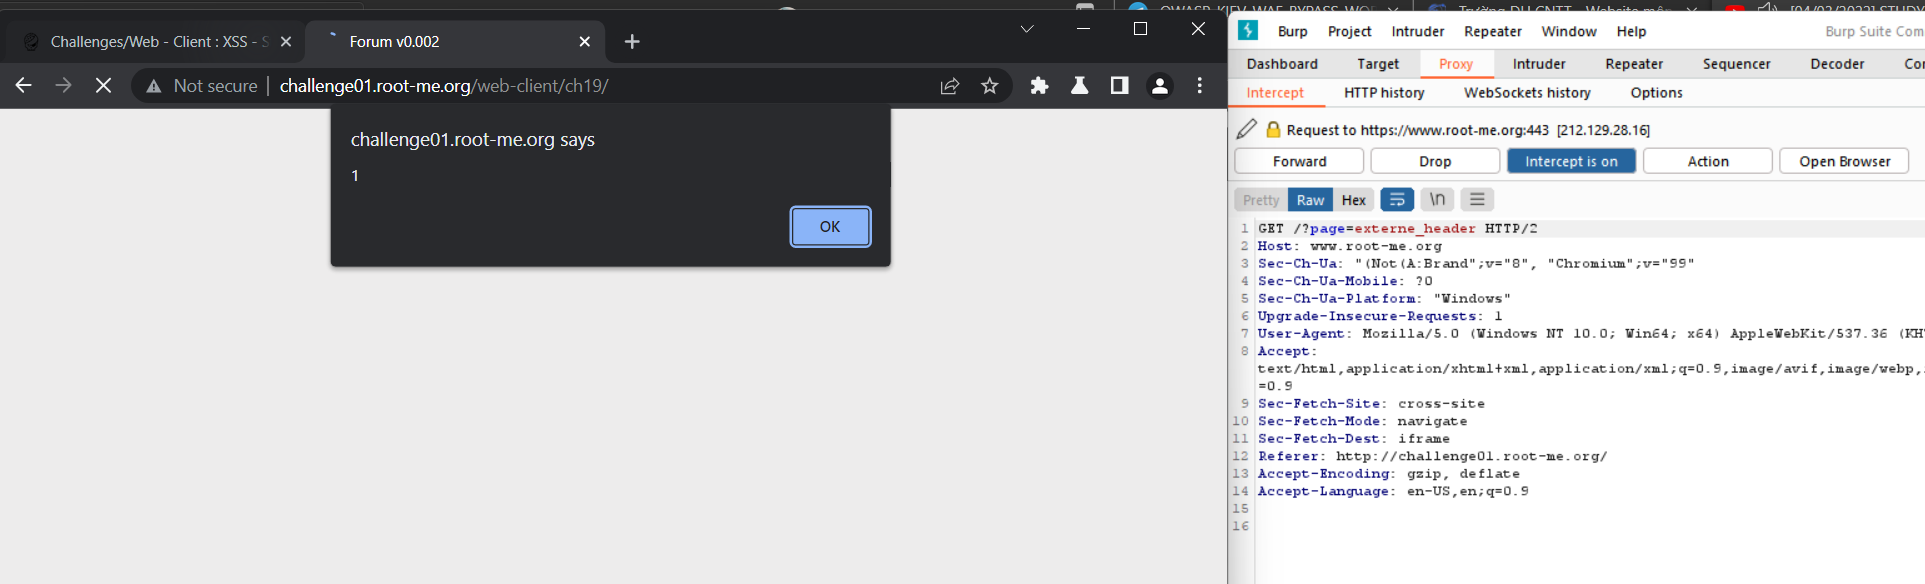 Challenges/Web - Client : XSS - S
Forum v0.002
Not secure | challenge01.root-me.org/web-client/ch19/
challenge01.root-me.org says
1
OK
Burp Project Intruder Repeater Window Help Burp Suite Com
Dashboard Target Proxy Intruder Repeater Sequencer Decoder Co
Intercept HTTP history WebSockets history Options
Request to https://www.root-me.org:443 [212.129.28.16]
Forward Drop Intercept is on Action Open Browser
Pretty Raw Hex \n
1 GET /?page=externe_header HTTP/2
2 Host: www.root-me.org
3 Sec-Ch-Ua: "(Not(A:Brand";v="8", "Chromium";v="99"
4 Sec-Ch-Ua-Mobile: ?0
5 Sec-Ch-Ua-Platform: "Windows"
6 Upgrade-Insecure-Requests: 1
7 User-Agent: Mozilla/5.0 (Windows NT 10.0; Win64; x64) AppleWebKit/537.36 (KH
8 Accept:
text/html,application/xhtml+xml,application/xml;q=0.9,image/avif,image/webp,
=0.9
9 Sec-Fetch-Site: cross-site
10 Sec-Fetch-Mode: navigate
11 Sec-Fetch-Dest: iframe
12 Referer: http://challenge01.root-me.org/
13 Accept-Encoding: gzip, deflate
14 Accept-Language: en-US,en;q=0.9
15
16